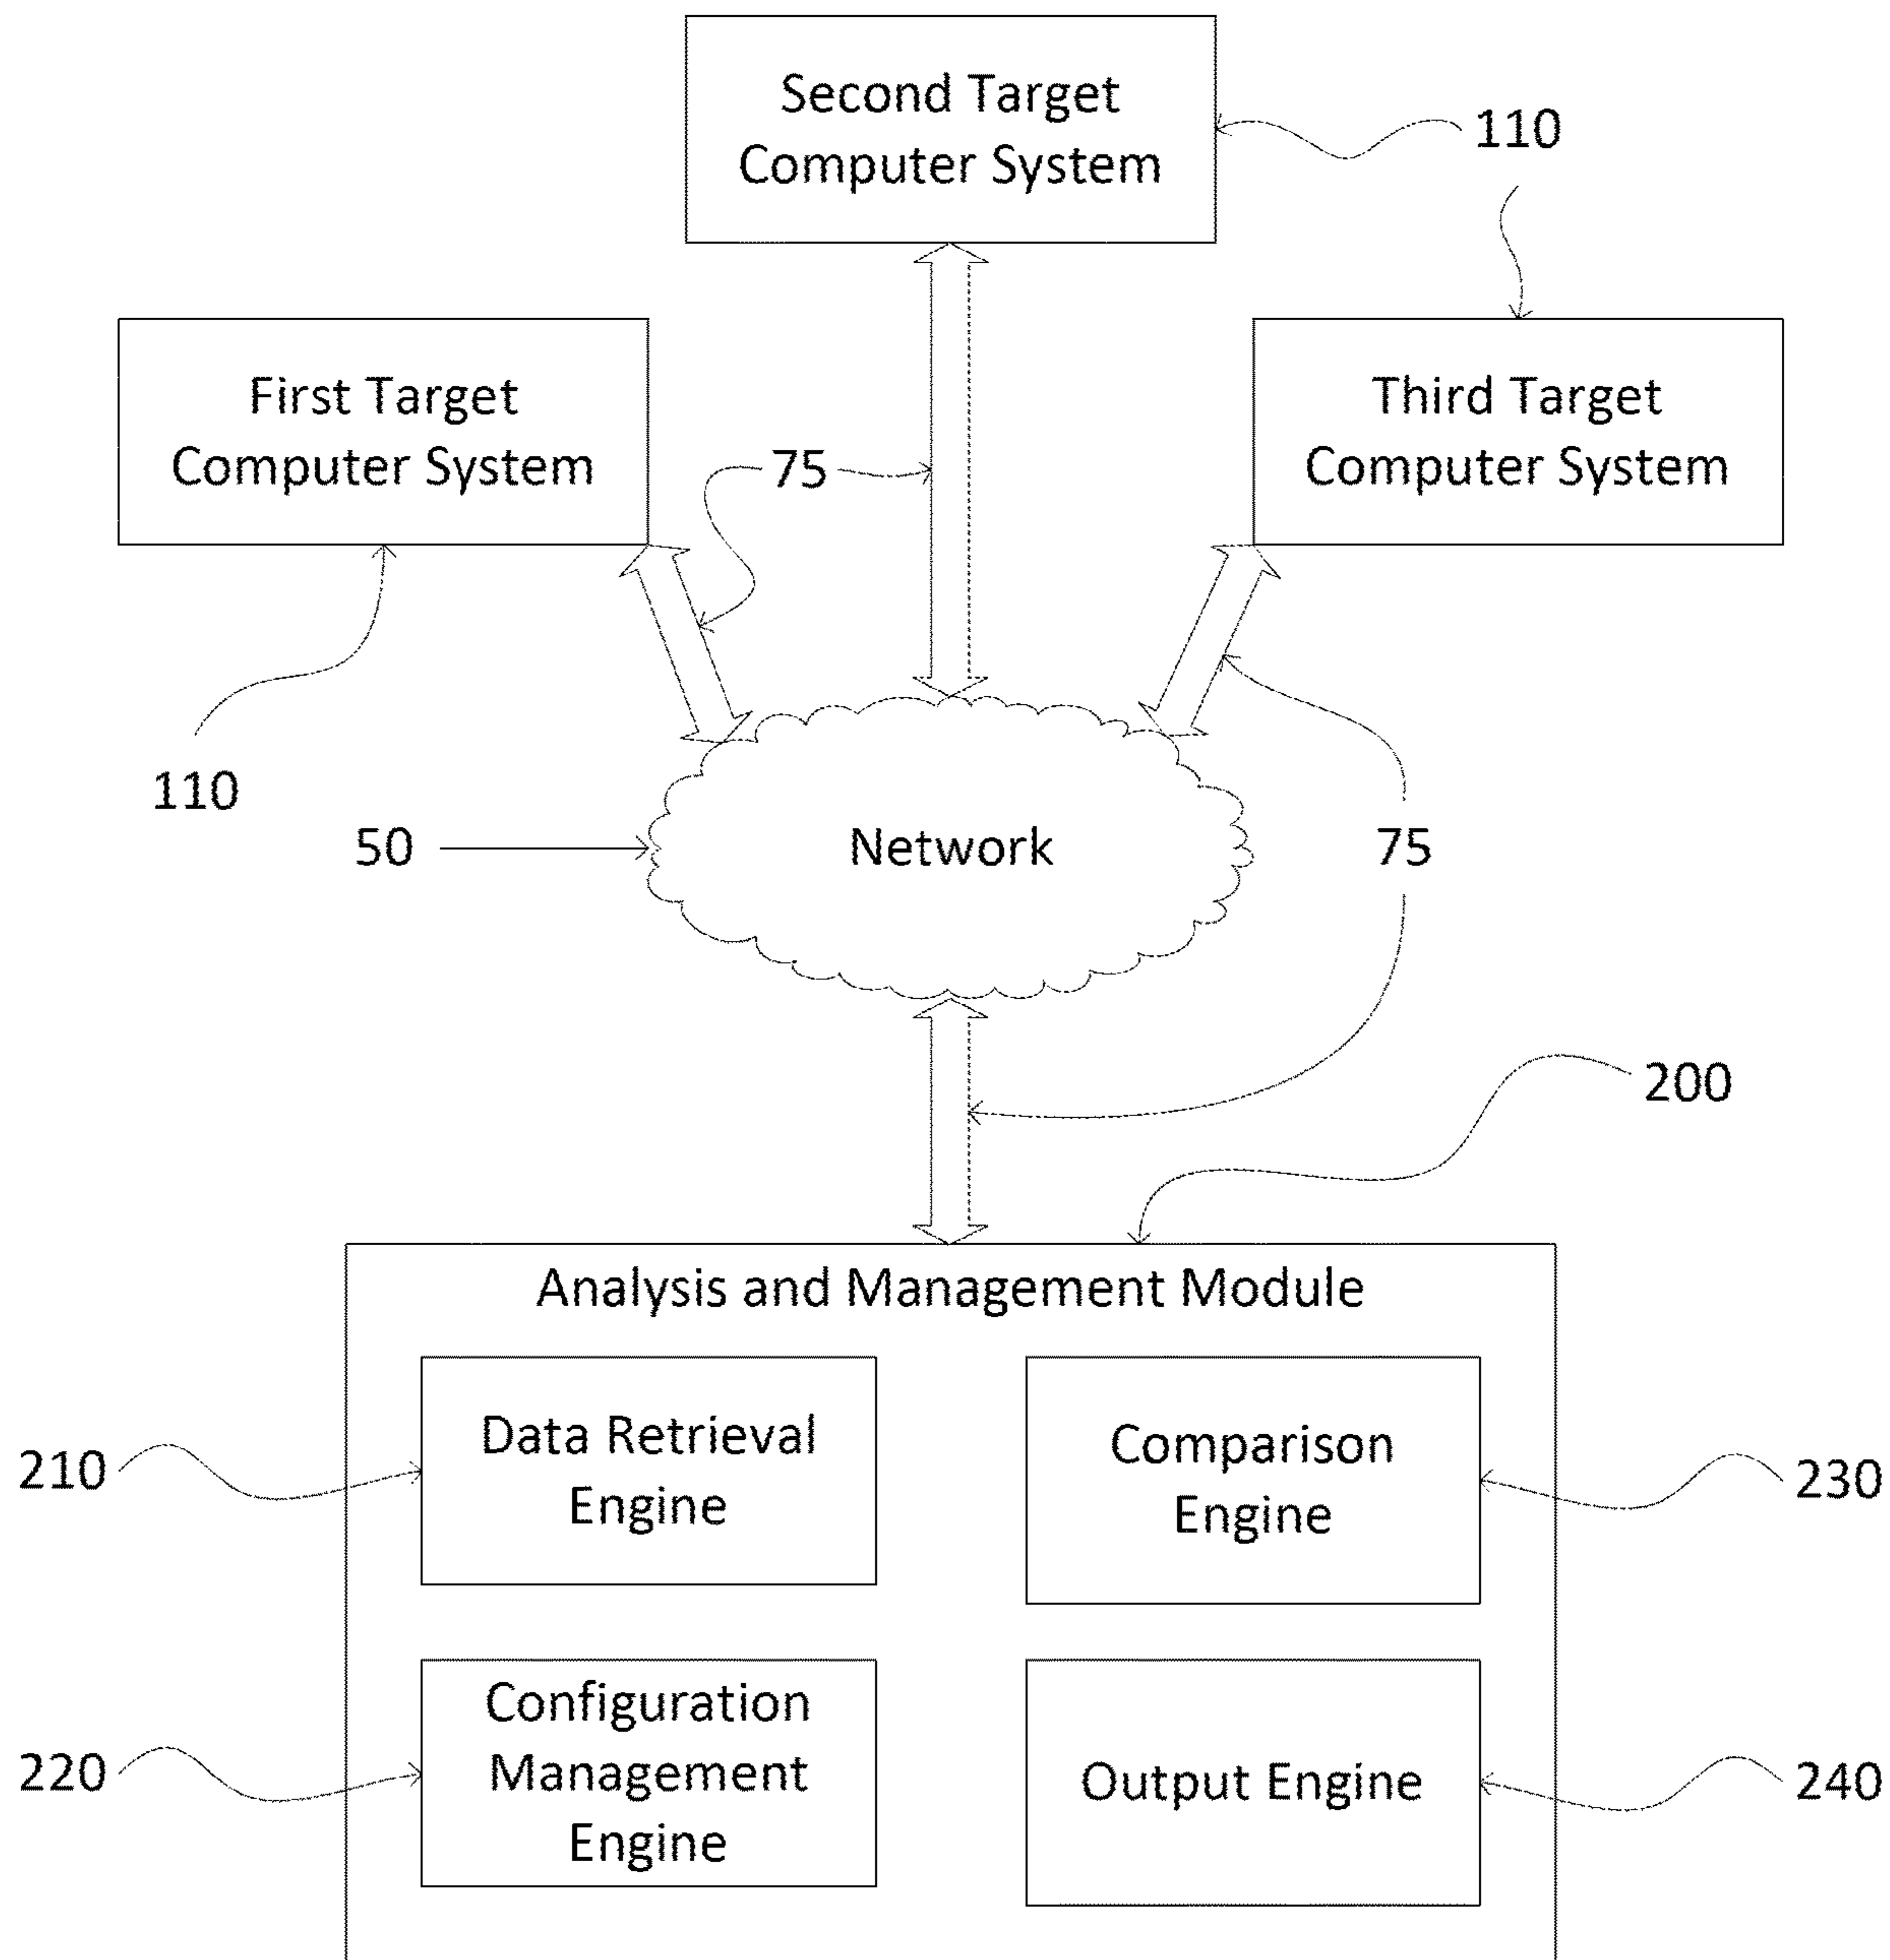 Second Target
Computer System
110
First Target
Computer System
75
Third Target
Computer System
110
50
Network
75
200
Analysis and Management Module
210
Data Retrieval
Engine
Comparison
Engine
230
220
Configuration
Management
Engine
Output Engine
240